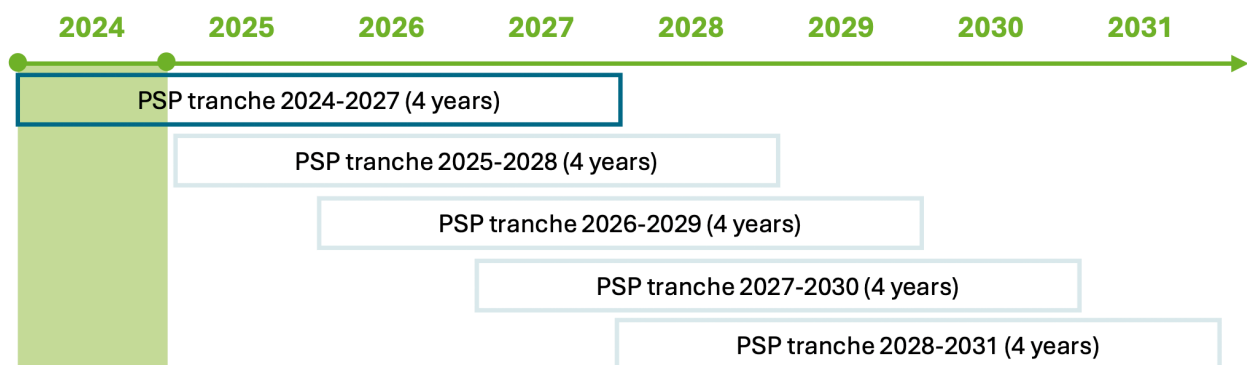 2024 2025 2026 2027 2028 2029 2030 2031
PSP tranche 2024-2027 (4 years)
PSP tranche 2025-2028 (4 years)
PSP tranche 2026-2029 (4 years)
PSP tranche 2027-2030 (4 years)
PSP tranche 2028-2031 (4 years)